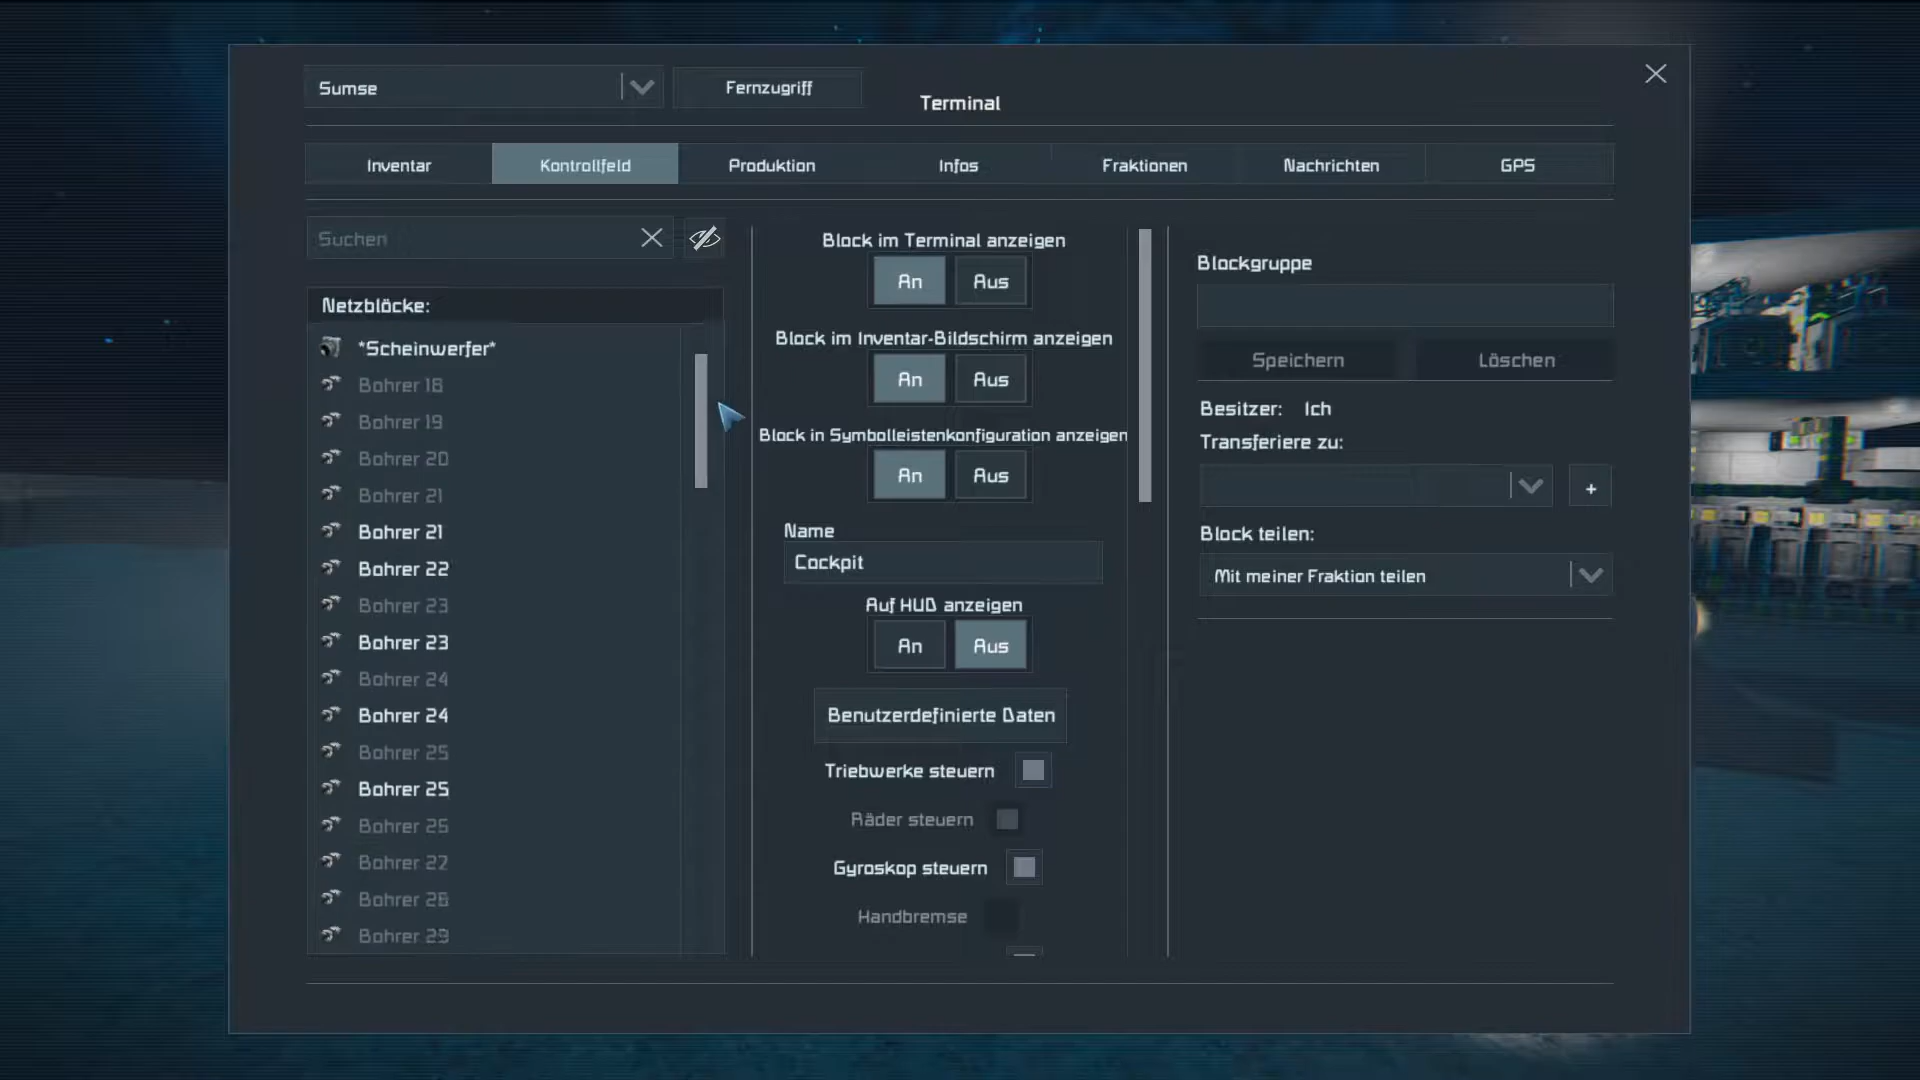 Sumse
Fernzugriff
Terminal
Inventar
Kontrollfeld
Produktion
Infos
Fraktionen
Nachrichten
GPS
Suchen
Netzblöcke:
*Scheinwerfer*
Bohrer 18
Bohrer 19
Bohrer 20
Bohrer 21
Bohrer 21
Bohrer 22
Bohrer 23
Bohrer 23
Bohrer 24
Bohrer 24
Bohrer 25
Bohrer 25
Bohrer 26
Bohrer 27
Bohrer 28
Bohrer 29
Block im Terminal anzeigen
An Aus
Block im Inventar-Bildschirm anzeigen
An Aus
Block in Symbolleistenkonfiguration anzeigen
An Aus
Name
Cockpit
Auf HUD anzeigen
An Aus
Benutzerdefinierte Daten
Triebwerke steuern
Räder steuern
Gyroskop steuern
Handbremse
Blockgruppe
Speichern
Löschen
Besitzer: Ich
Transferiere zu:
+
Block teilen:
Mit meiner Fraktion teilen